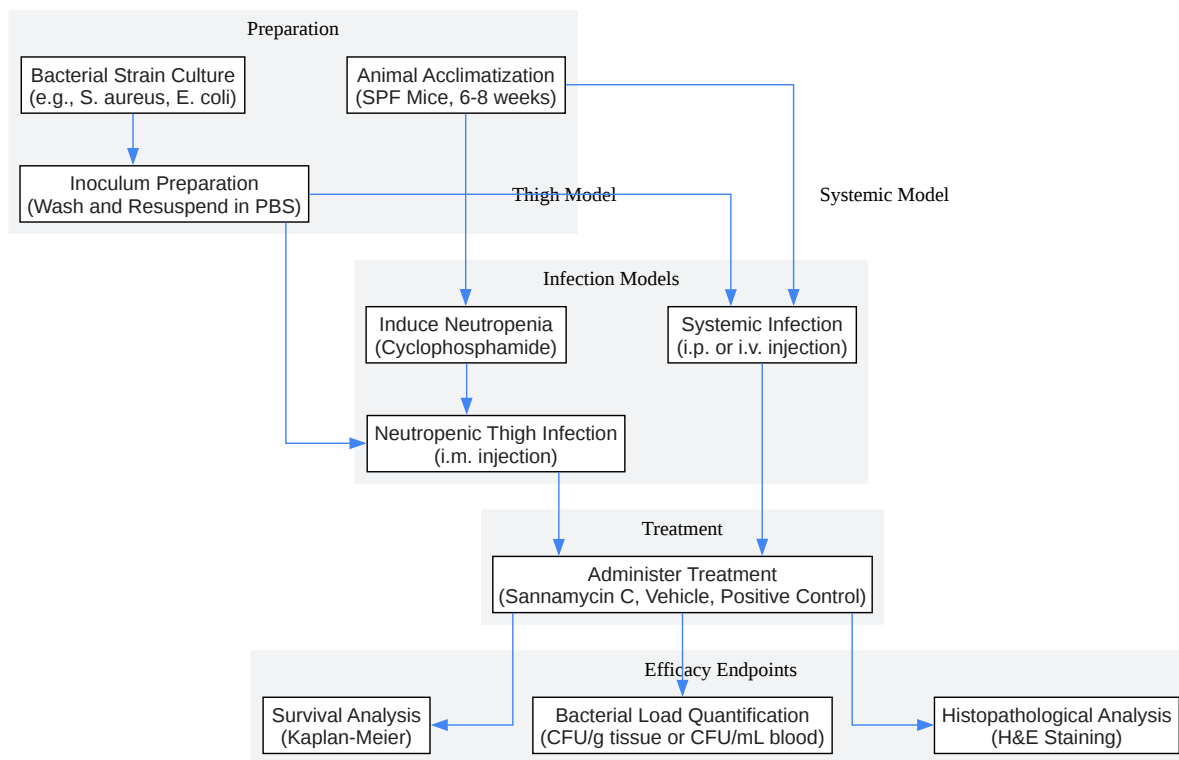 Preparation
Bacterial Strain Culture
(e.g., S. aureus, E. coli)
Animal Acclimatization
(SPF Mice, 6-8 weeks)
Inoculum Preparation
(Wash and Resuspend in PBS)
Thigh Model
Systemic Model
Infection Models
Induce Neutropenia
(Cyclophosphamide)
Systemic Infection
(i.p. or i.v. injection)
Neutropenic Thigh Infection
(i.m. injection)
Treatment
Administer Treatment
(Sannamycin C, Vehicle, Positive Control)
Efficacy Endpoints
Survival Analysis
(Kaplan-Meier)
Bacterial Load Quantification
(CFU/g tissue or CFU/mL blood)
Histopathological Analysis
(H&E Staining)